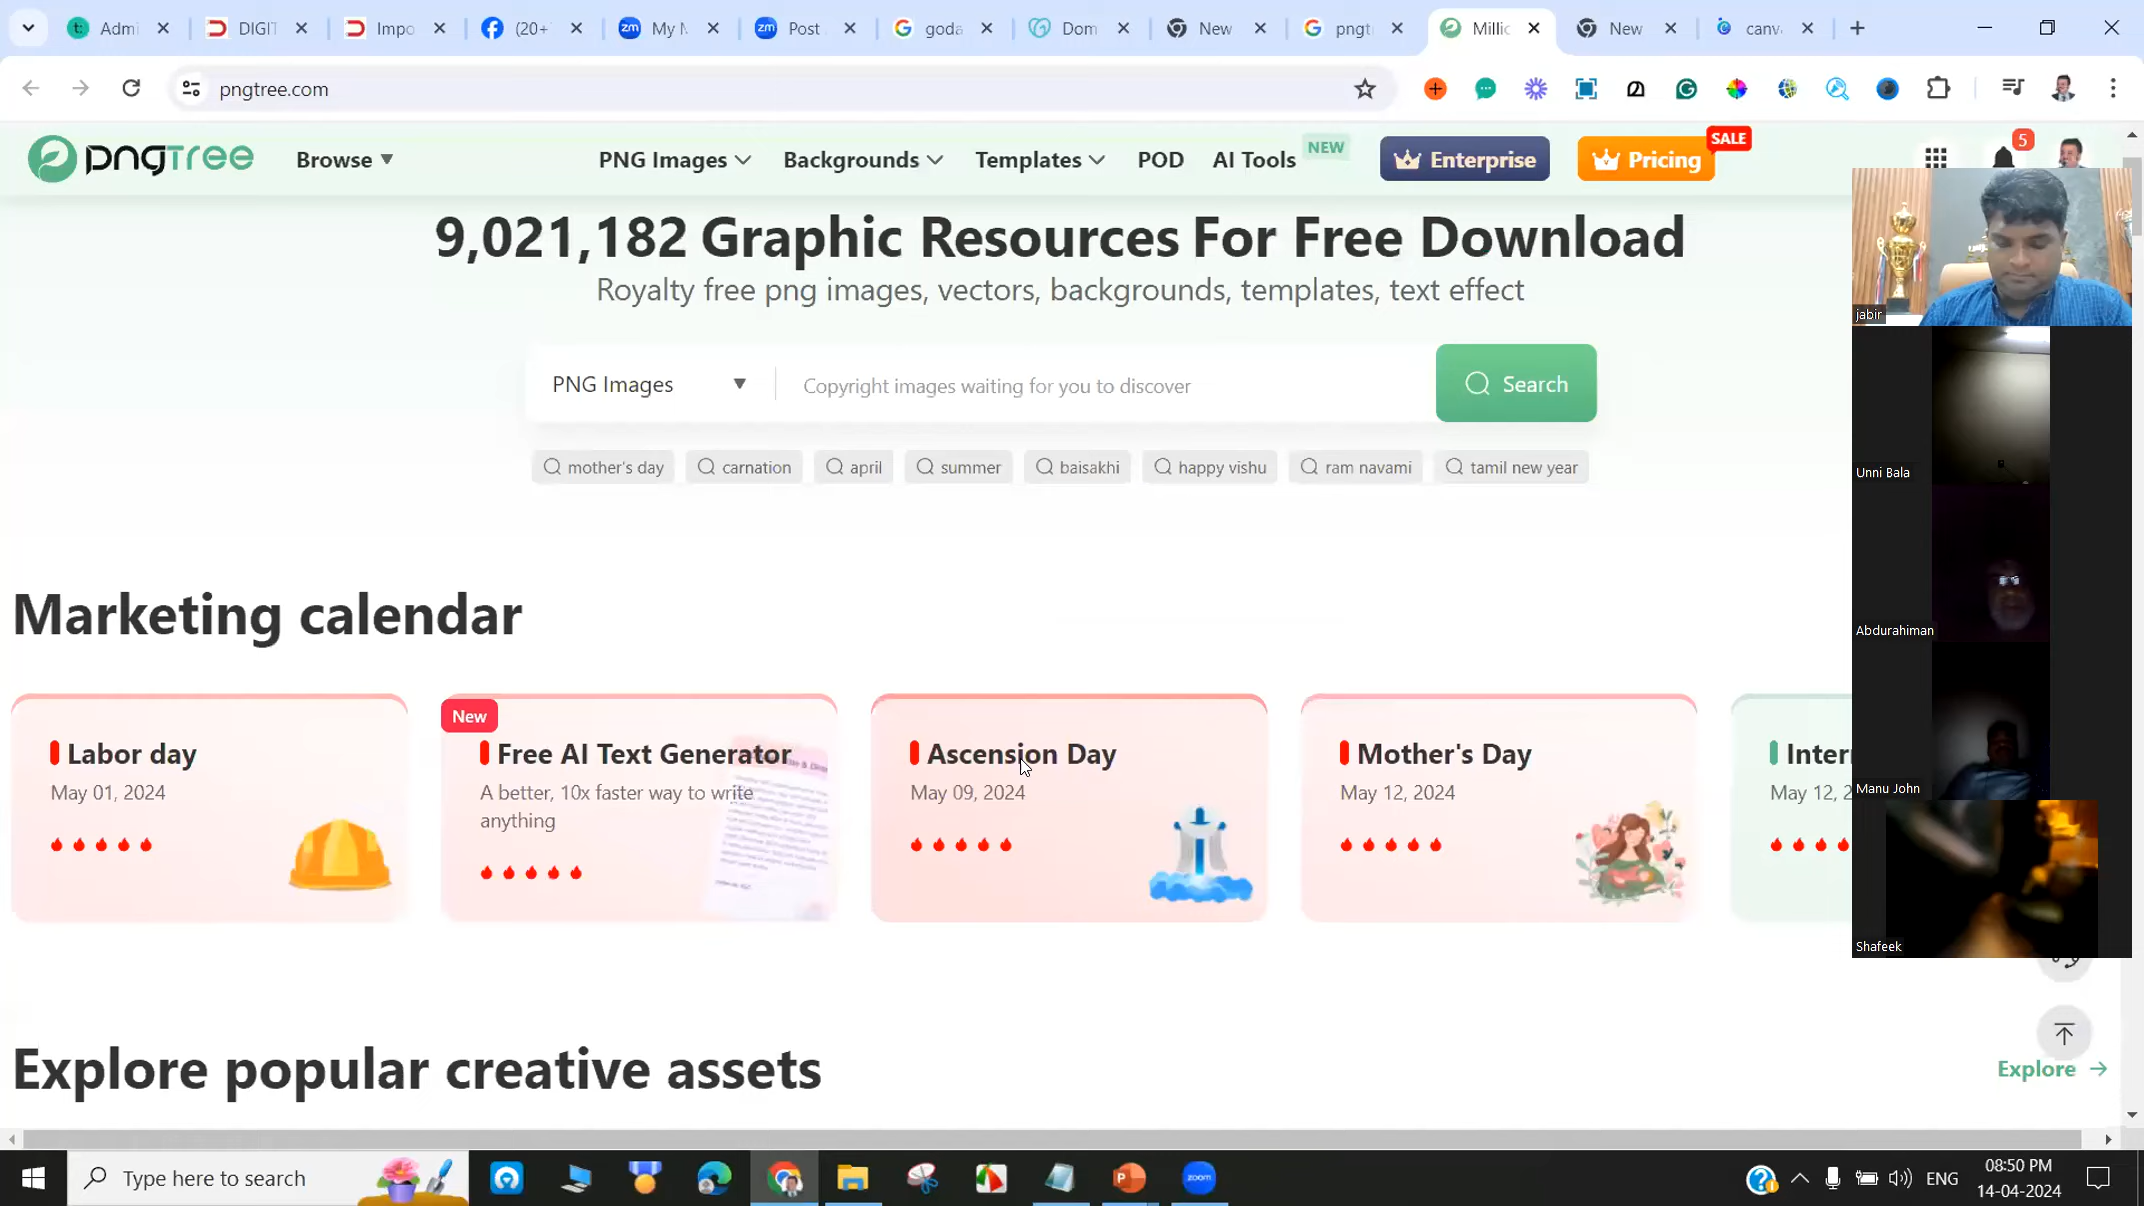 Admi
DIGIT
Impo
(20+
My M
Post
goda
Dom
New
pngt
Millic
New
canv
pngtree.com
pngtree
Browse
PNG Images
Backgrounds
Templates
POD
AI Tools
NEW
Enterprise
Pricing
SALE
5
9,021,182 Graphic Resources For Free Download
Royalty free png images, vectors, backgrounds, templates, text effect
PNG Images
Copyright images waiting for you to discover
Search
mother's day
carnation
april
summer
baisakhi
happy vishu
ram navami
tamil new year
jabir
Unni Bala
Abdurahiman
Manu John
Shafeek
Marketing calendar
Labor day
May 01, 2024
New
Free AI Text Generator
A better, 10x faster way to write
anything
Ascension Day
May 09, 2024
Mother's Day
May 12, 2024
Inter
May 12, 2
Explore popular creative assets
Explore
Type here to search
zoom
ENG
08:50 PM
14-04-2024